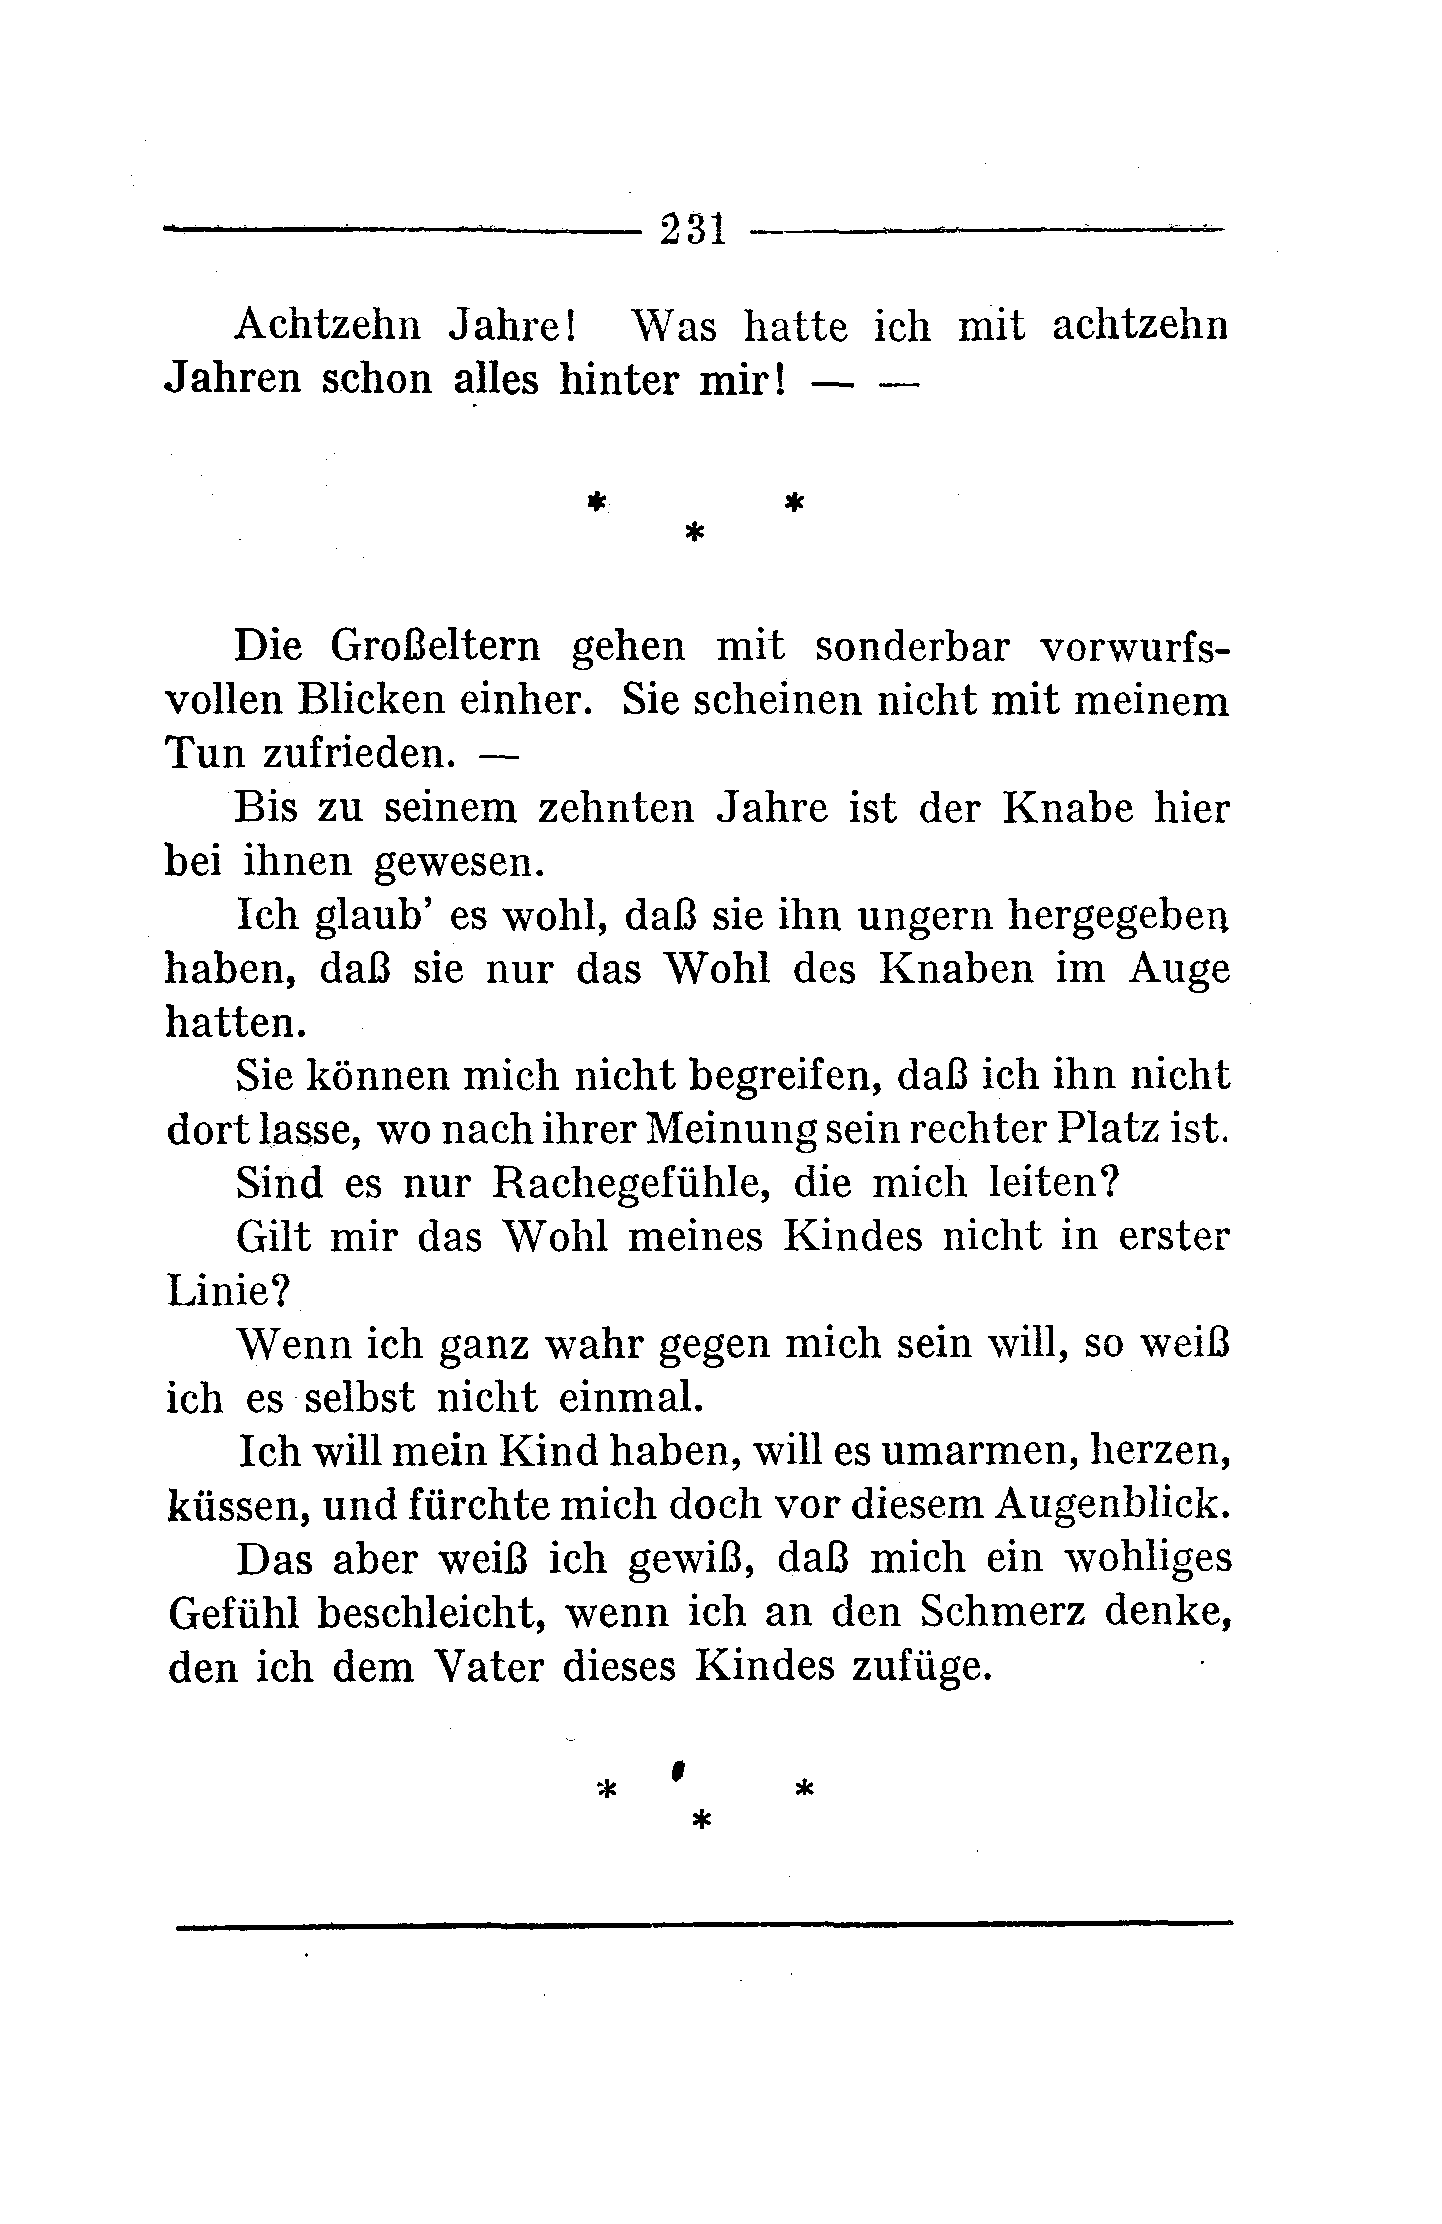 231
Achtzehn Jahre! Was hatte ich mit achtzehn
Jahren schon alles hinter mir! — —
* *
*
Die Großeltern gehen mit sonderbar vorwurfs-
vollen Blicken einher. Sie scheinen nicht mit meinem
Tun zufrieden. —
Bis zu seinem zehnten Jahre ist der Knabe hier
bei ihnen gewesen.
Ich glaub’ es wohl, daß sie ihn ungern hergegeben
haben, daß sie nur das Wohl des Knaben im Auge
hatten.
Sie können mich nicht begreifen, daß ich ihn nicht
dort lasse, wo nach ihrer Meinung sein rechter Platz ist.
Sind es nur Rachegefühle, die mich leiten?
Gilt mir das Wohl meines Kindes nicht in erster
Linie?
Wenn ich ganz wahr gegen mich sein will, so weiß
ich es selbst nicht einmal.
Ich will mein Kind haben, will es umarmen, herzen,
küssen, und fürchte mich doch vor diesem Augenblick.
Das aber weiß ich gewiß, daß mich ein wohliges
Gefühl beschleicht, wenn ich an den Schmerz denke,
den ich dem Vater dieses Kindes zufüge.
* *
*